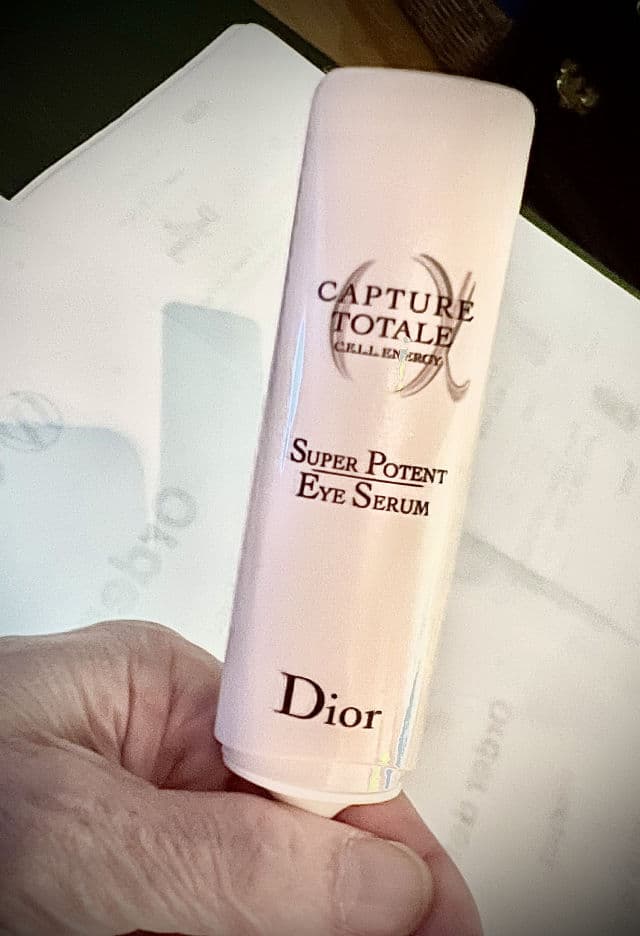 CAPTURE
TOTALE
CELL ENERGY
SUPER POTENT
EYE SERUM
Dior